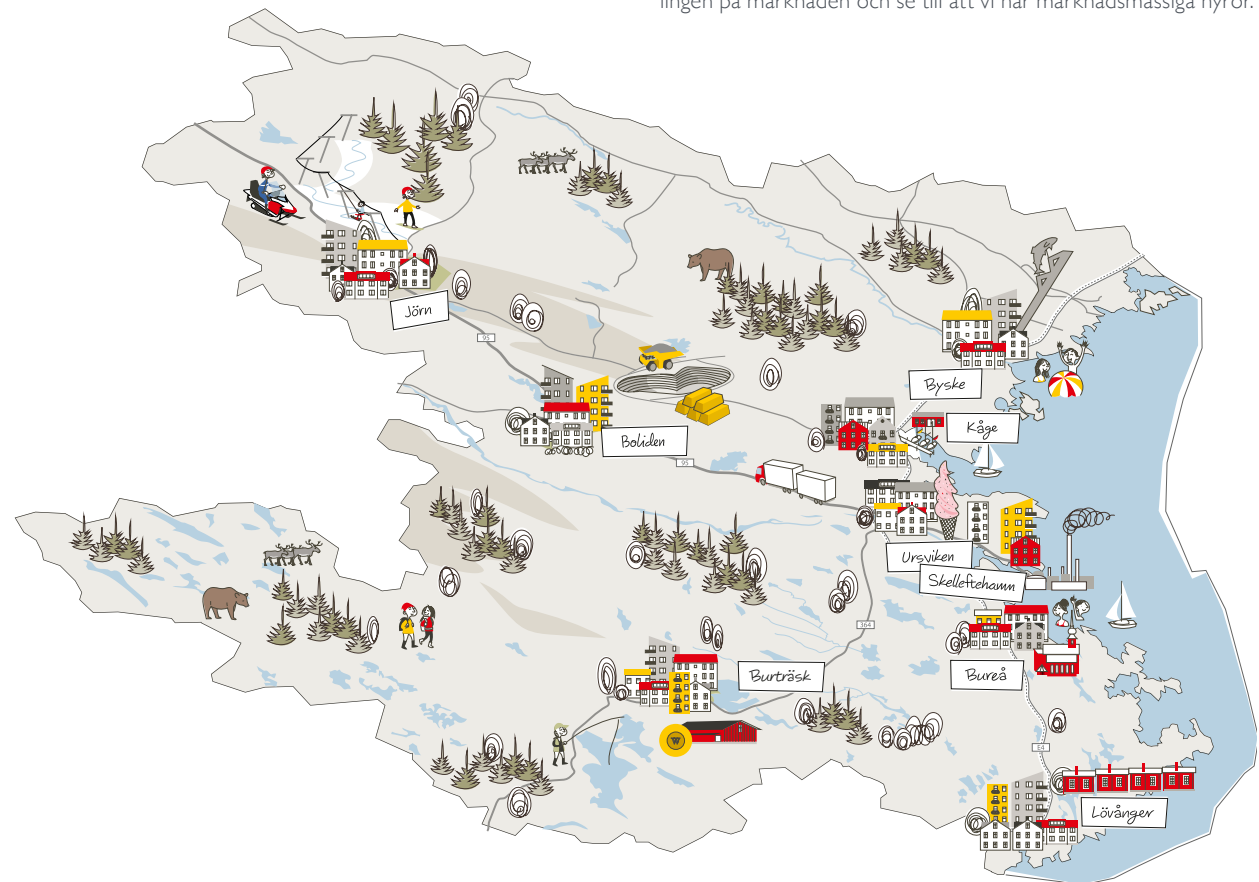 lingen på marknaden och se till att vi har marknadsmässiga hyror.
Jörn
95
Byske
Kåge
Boliden
95
Ursviken
Skelleftehamn
364
Burträsk
Bureå
W
E4
Lövånger